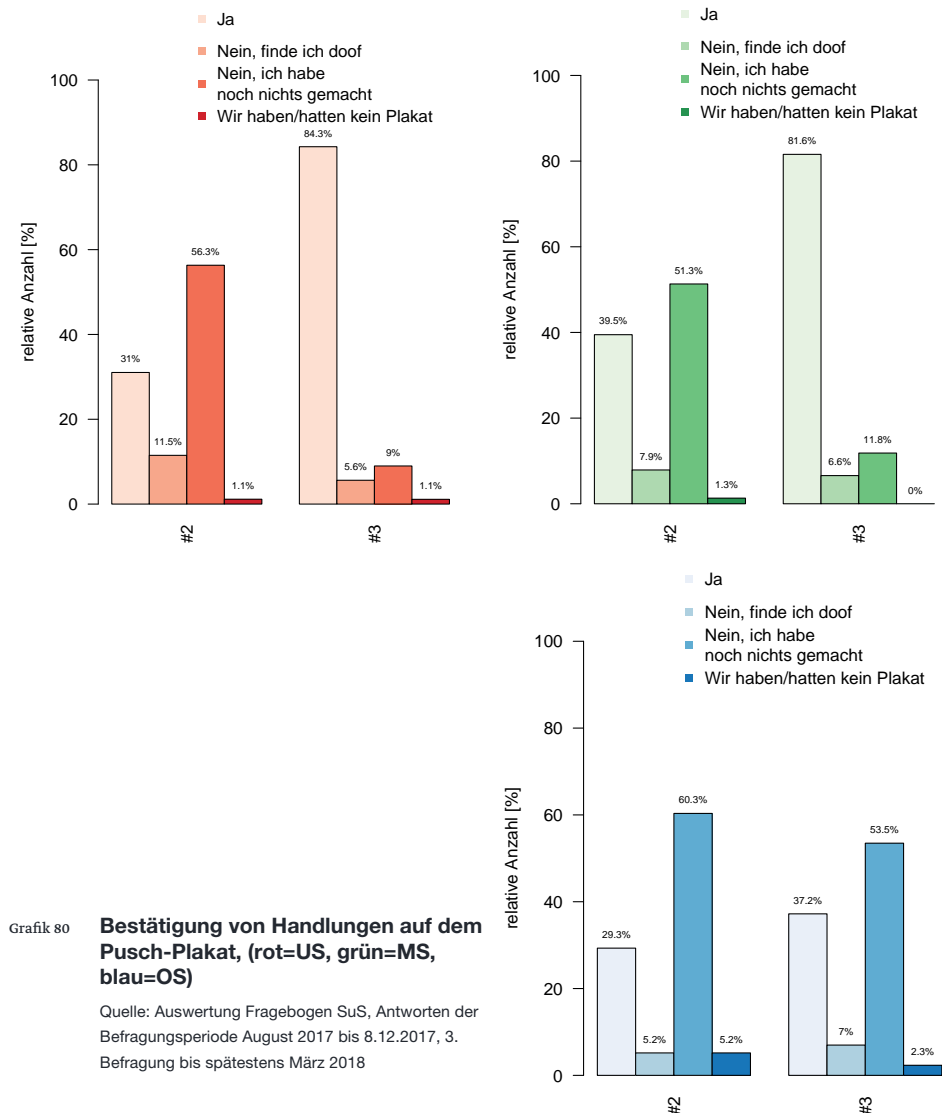 Ja
Nein, finde ich doof
Nein, ich habe
noch nichts gemacht
Wir haben/hatten kein Plakat
relative Anzahl [%]
100
80
60
40
20
0
31%
11.5%
56.3%
1.1%
84.3%
5.6%
9%
1.1%
#2
#3
Ja
Nein, finde ich doof
Nein, ich habe
noch nichts gemacht
Wir haben/hatten kein Plakat
relative Anzahl [%]
100
80
60
40
20
0
39.5%
7.9%
51.3%
1.3%
81.6%
6.6%
11.8%
0%
#2
#3
Ja
Nein, finde ich doof
Nein, ich habe
noch nichts gemacht
Wir haben/hatten kein Plakat
relative Anzahl [%]
100
80
60
40
20
0
29.3%
5.2%
60.3%
5.2%
37.2%
7%
53.5%
2.3%
#2
#3
Grafik 80
Bestätigung von Handlungen auf dem
Pusch-Plakat, (rot=US, grün=MS,
blau=OS)
Quelle: Auswertung Fragebogen SuS, Antworten der
Befragungsperiode August 2017 bis 8.12.2017, 3.
Befragung bis spätestens März 2018